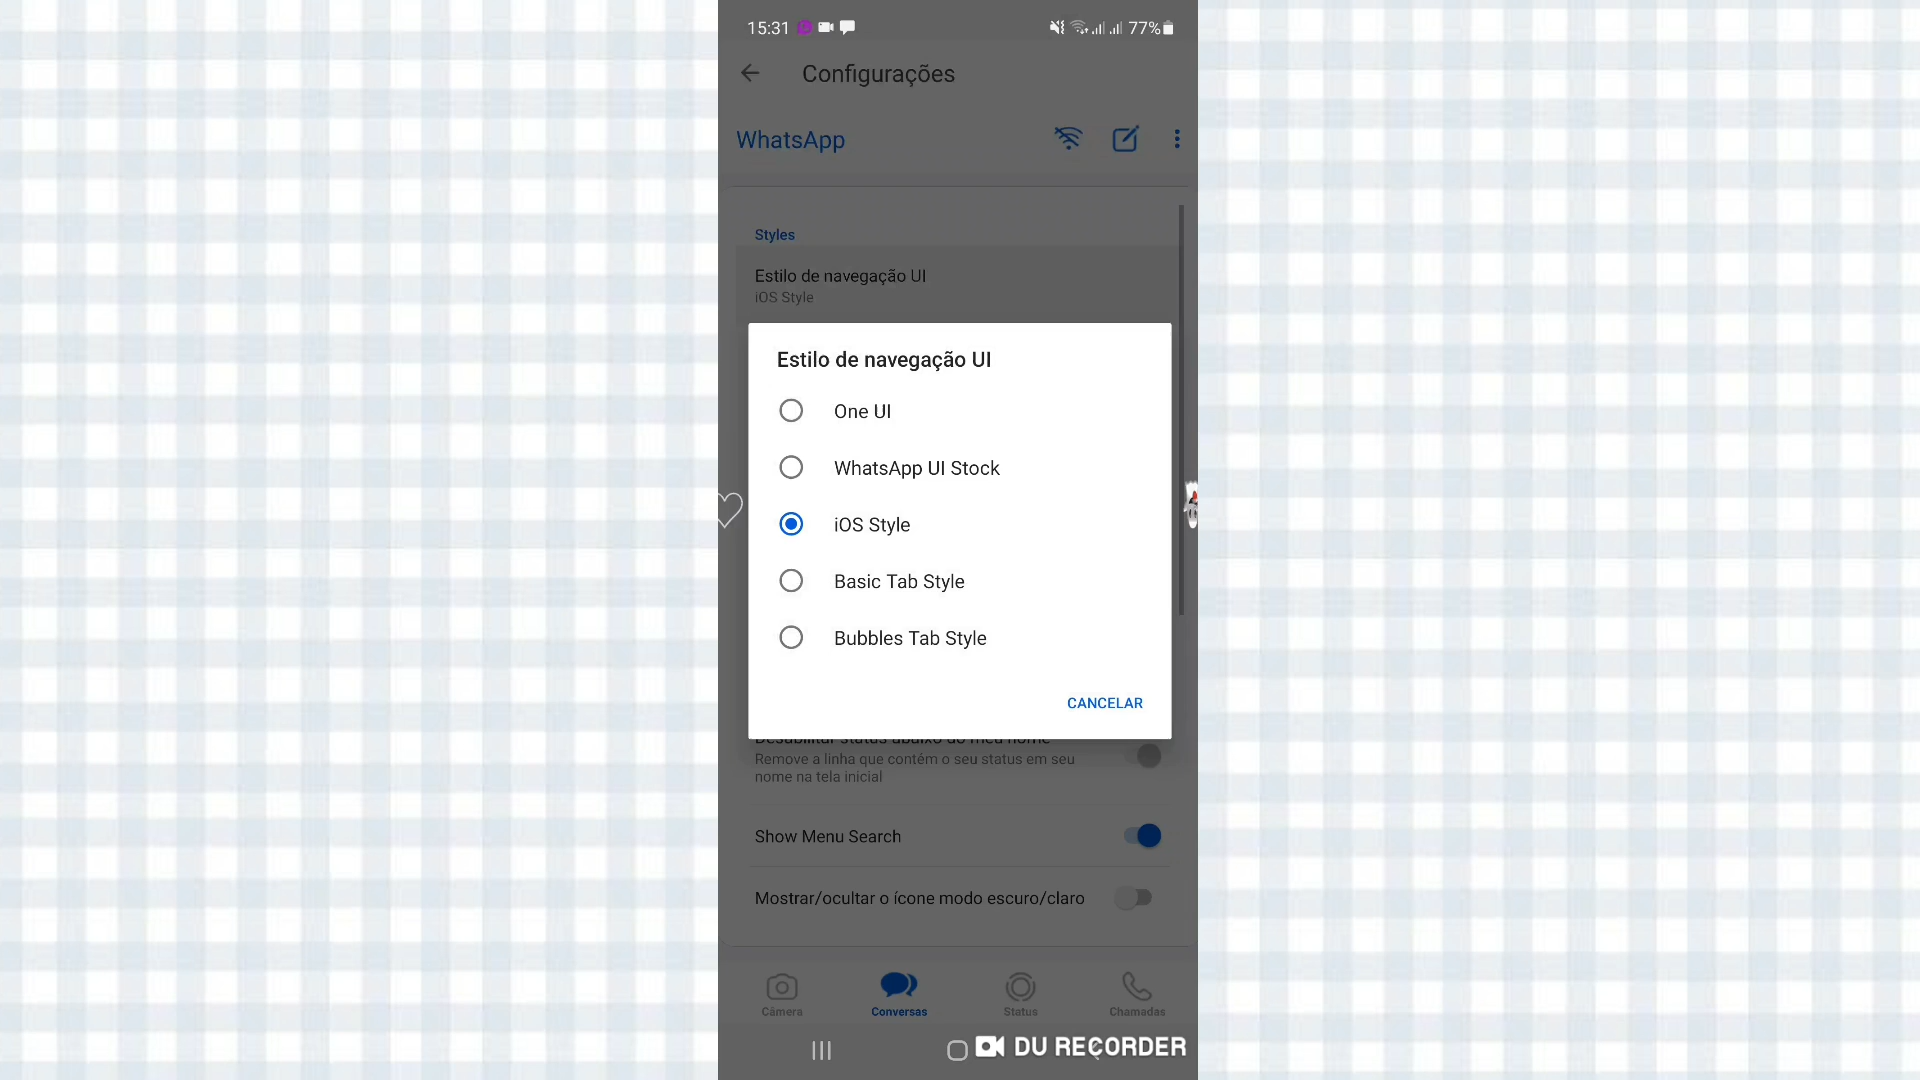 15:31
77%
Configurações
WhatsApp
Styles
Estilo de navegação UI
iOS Style
Estilo de navegação UI
One UI
WhatsApp UI Stock
iOS Style
Basic Tab Style
Bubbles Tab Style
CANCELAR
Desabilitar status abaixo do meu nome
Remove a linha que contém o seu status em seu
nome na tela inicial
Show Menu Search
Mostrar/ocultar o ícone modo escuro/claro
Câmera
Conversas
Status
Chamadas
DU RECORDER